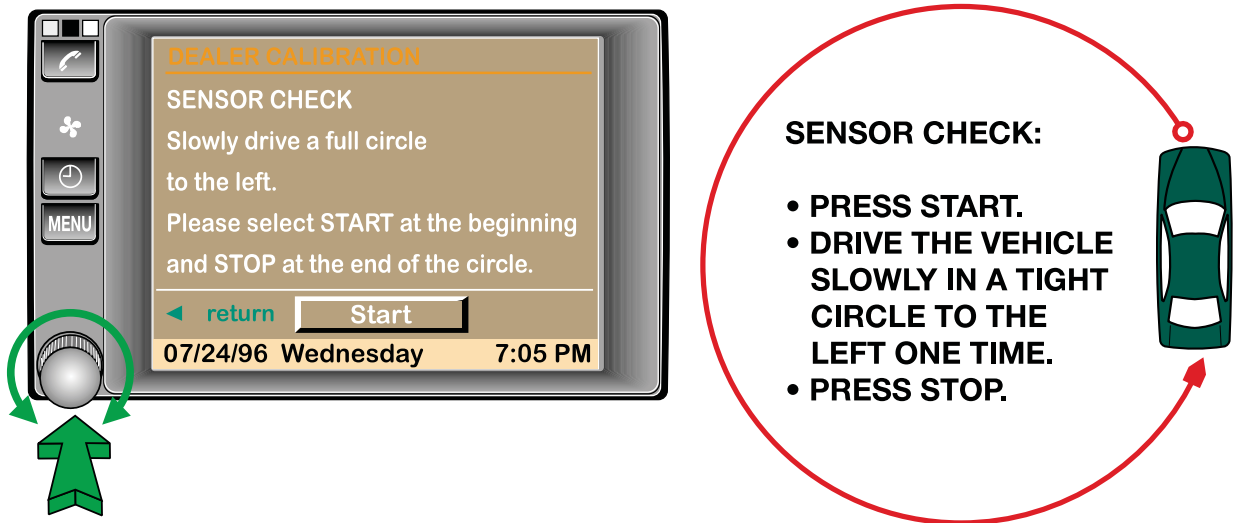 DEALER CALIBRATION
SENSOR CHECK
Slowly drive a full circle
to the left.
Please select START at the beginning
and STOP at the end of the circle.
◄ return Start
07/24/96 Wednesday 7:05 PM
MENU
SENSOR CHECK:
• PRESS START.
• DRIVE THE VEHICLE
SLOWLY IN A TIGHT
CIRCLE TO THE
LEFT ONE TIME.
• PRESS STOP.